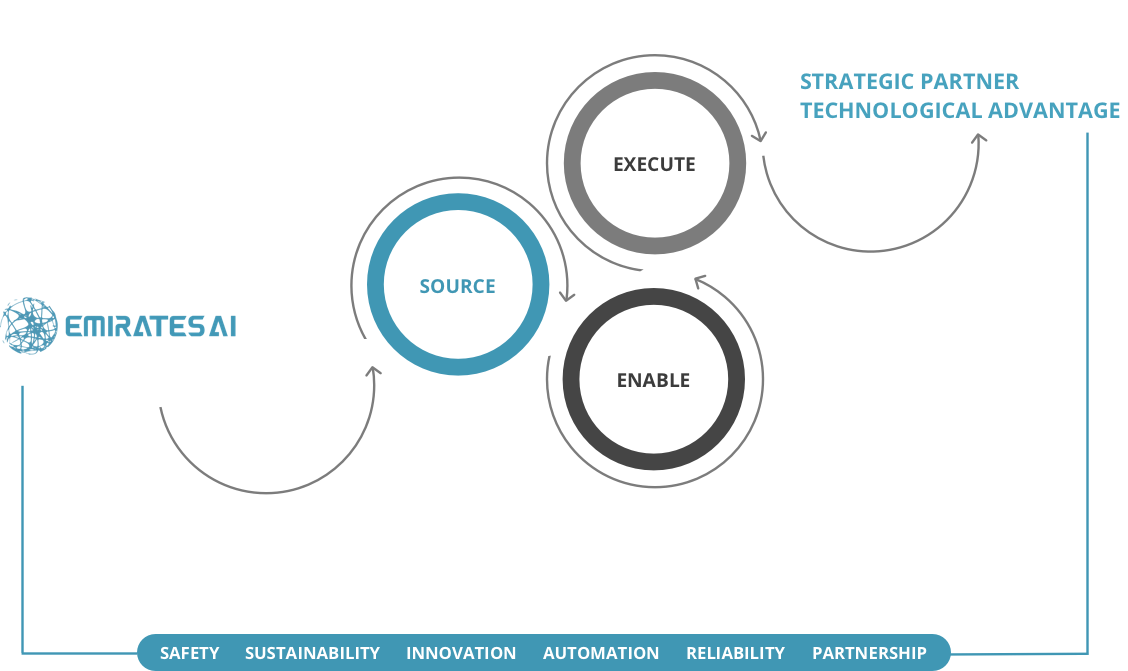 STRATEGIC PARTNER
TECHNOLOGICAL ADVANTAGE
EXECUTE
SOURCE
EMIRATES AI
ENABLE
SAFETY SUSTAINABILITY INNOVATION AUTOMATION RELIABILITY PARTNERSHIP